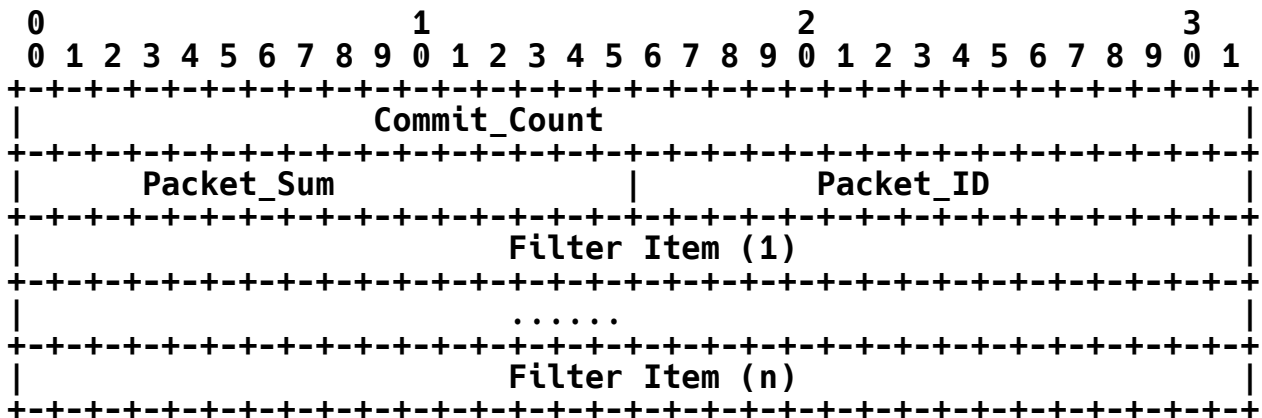 0                   1                   2                   3
 0 1 2 3 4 5 6 7 8 9 0 1 2 3 4 5 6 7 8 9 0 1 2 3 4 5 6 7 8 9 0 1
+-+-+-+-+-+-+-+-+-+-+-+-+-+-+-+-+-+-+-+-+-+-+-+-+-+-+-+-+-+-+-+-+
|                  Commit_Count                                 |
+-+-+-+-+-+-+-+-+-+-+-+-+-+-+-+-+-+-+-+-+-+-+-+-+-+-+-+-+-+-+-+-+
|      Packet_Sum               |         Packet_ID             |
+-+-+-+-+-+-+-+-+-+-+-+-+-+-+-+-+-+-+-+-+-+-+-+-+-+-+-+-+-+-+-+-+
|                         Filter Item (1)                       |
+-+-+-+-+-+-+-+-+-+-+-+-+-+-+-+-+-+-+-+-+-+-+-+-+-+-+-+-+-+-+-+-+
|                         ......                                |
+-+-+-+-+-+-+-+-+-+-+-+-+-+-+-+-+-+-+-+-+-+-+-+-+-+-+-+-+-+-+-+-+
|                         Filter Item (n)                       |
+-+-+-+-+-+-+-+-+-+-+-+-+-+-+-+-+-+-+-+-+-+-+-+-+-+-+-+-+-+-+-+-+